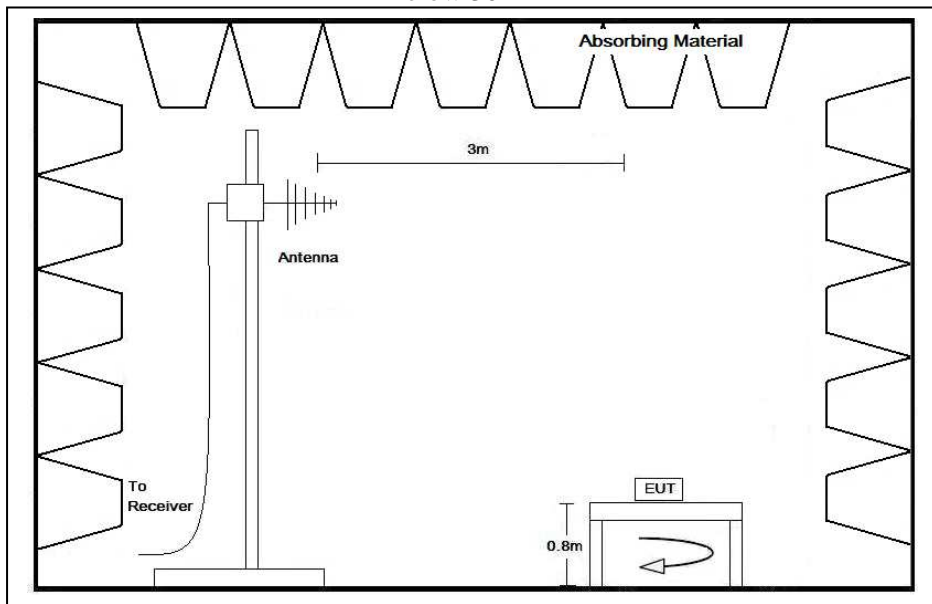 Absorbing Material
3m
Antenna
To
Receiver
EUT
0.8m